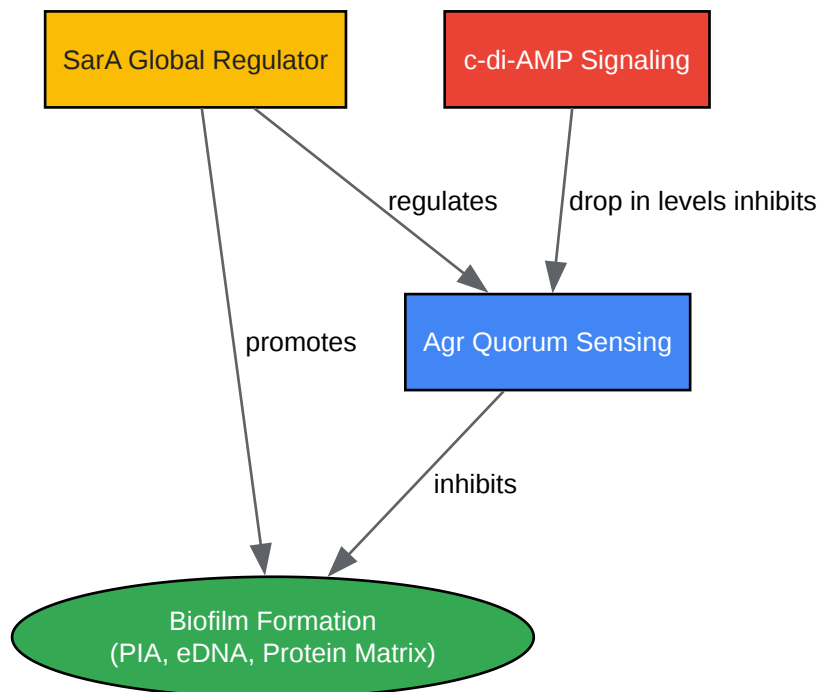 SarA Global Regulator
c-di-AMP Signaling
regulates
drop in levels inhibits
promotes
Agr Quorum Sensing
inhibits
Biofilm Formation
(PIA, eDNA, Protein Matrix)